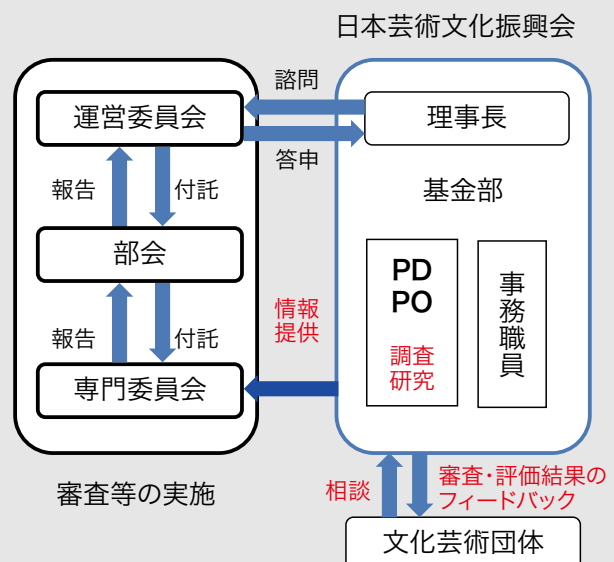 日本芸術文化振興会
諮問
運営委員会
理事長
答申
報告
付託
基金部
部会
PD
PO
調査
研究
事務職員
情報
提供
報告
付託
専門委員会
審査等の実施
相談
審査・評価結果の
フィードバック
文化芸術団体